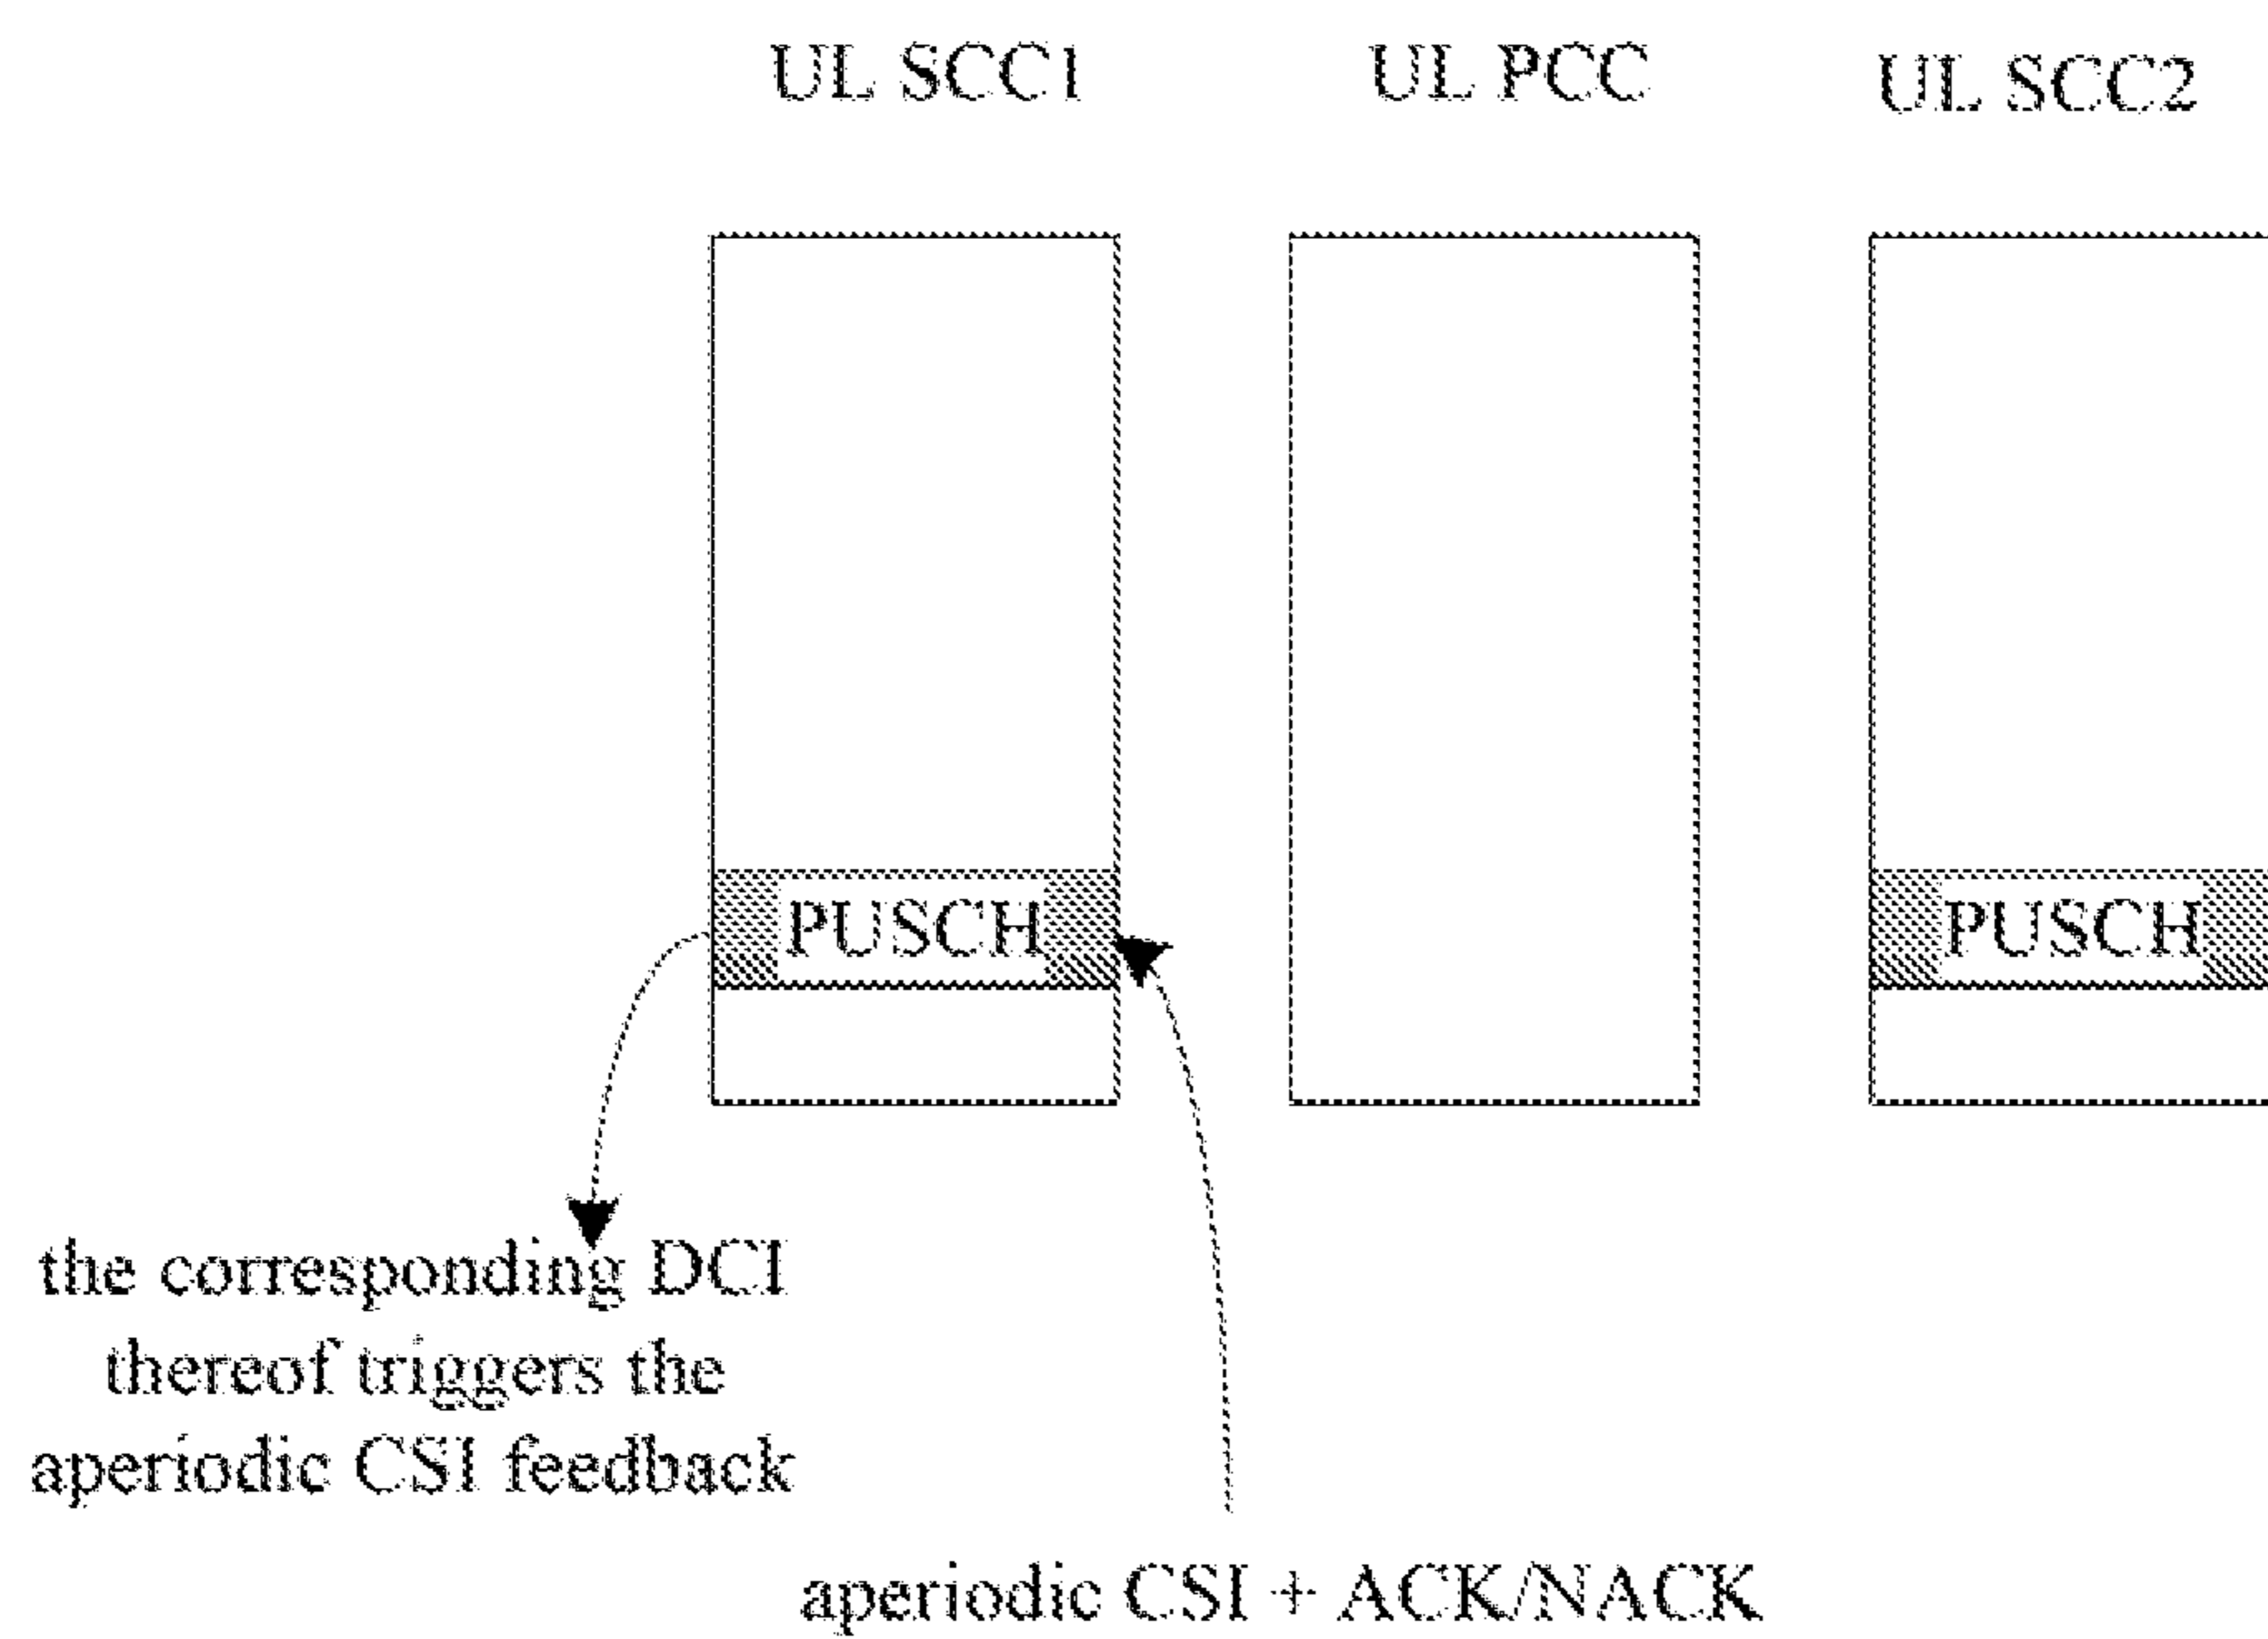 UL SCC1
UL PCC
UL SCC2
PUSCH
PUSCH
the corresponding DCI
thereof triggers the
aperiodic CSI feedback
aperiodic CSI + ACK/NACK